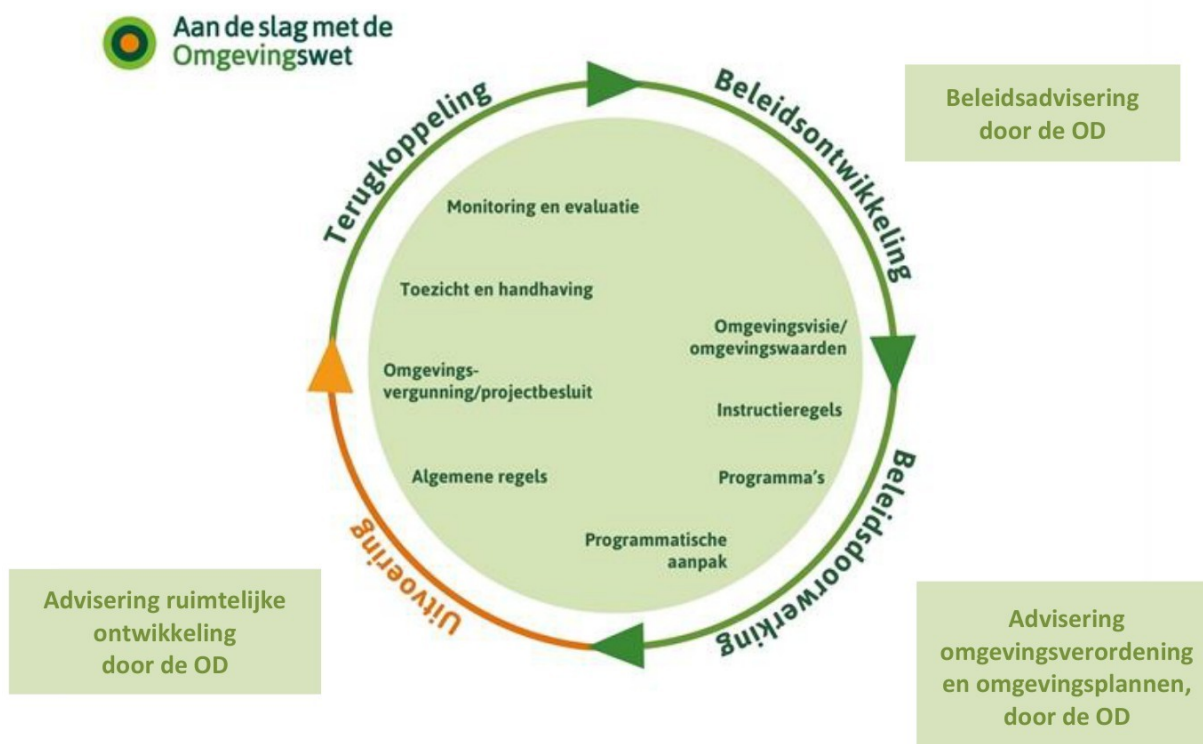 Aan de slag met de
Omgevingswet
Terugkoppeling
Beleidsontwikkeling
Beleidsadvisering
door de OD
Monitoring en evaluatie
Toezicht en handhaving
Omgevingsvisie/
omgevingswaarden
Omgevings-
vergunning/projectbesluit
Instructieregels
Algemene regels
Programma's
Programmatische
aanpak
Beleidsdoorwerking
Uitvoering
Advisering ruimtelijke
ontwikkeling
door de OD
Advisering
omgevingsverordening
en omgevingsplannen,
door de OD